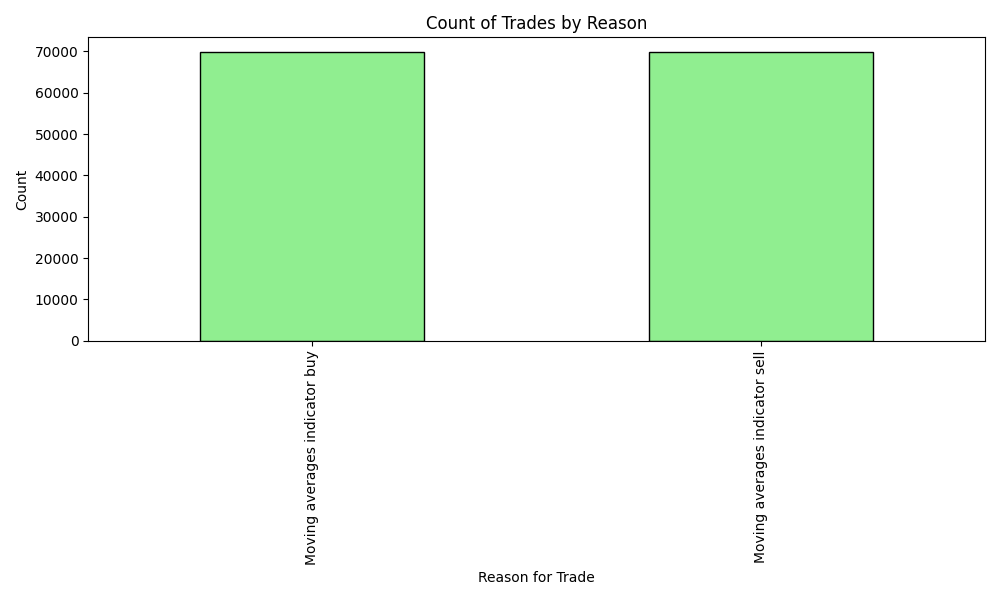 Count of Trades by Reason
70000
60000
50000
40000
30000
20000
10000
0
Count
Moving averages indicator buy
Moving averages indicator sell
Reason for Trade